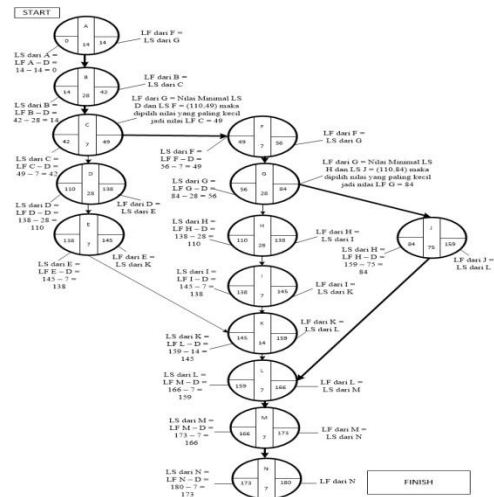 START
A
0
14
14
LF dari F =
LS dari G
LS dari A =
LF A – D =
14 – 14 = 0
B
14
28
42
LF dari B =
LS dari C
LS dari B =
LF B – D =
42 – 28 = 14
LF dari G = Nilai Minimal LS
D dan LS F = (110,49) maka
dipilih nilai yang paling kecil
jadi nilai LF C = 49
C
42
7
49
F
49
7
56
LF dari F =
LS dari G
LS dari C =
LF C – D =
49 – 7 = 42
LS dari F =
LF F – D =
56 – 7 = 49
D
110
28
138
LF dari D =
LS dari E
LS dari D =
LF D – D =
138 – 28 =
110
G
56
28
84
LF dari G = Nilai Minimal LS
H dan LS J = (110,84) maka
dipilih nilai yang paling kecil
jadi nilai LF G = 84
LS dari G =
LF G – D =
84 – 28 = 56
E
138
7
145
LF dari E =
LS dari K
LS dari E =
LF E – D =
145 – 7 =
138
H
110
28
138
LF dari H =
LS dari I
LS dari H =
LF H – D =
138 – 28 =
110
J
84
75
159
LF dari J =
LS dari L
LS dari H =
LF H – D =
159 – 75 =
84
I
138
7
145
LF dari I =
LS dari K
LS dari I =
LF I – D =
145 – 7 =
138
K
145
14
159
LF dari K =
LS dari L
LS dari K =
LF L – D =
159 – 14 =
145
L
159
7
166
LF dari L =
LS dari M
LS dari L =
LF M – D =
166 – 7 =
159
M
166
7
173
LF dari M =
LS dari N
LS dari M =
LF M – D =
173 – 7 =
166
N
173
7
180
LF dari N
LS dari N =
LF N – D =
180 – 7 =
173
FINISH